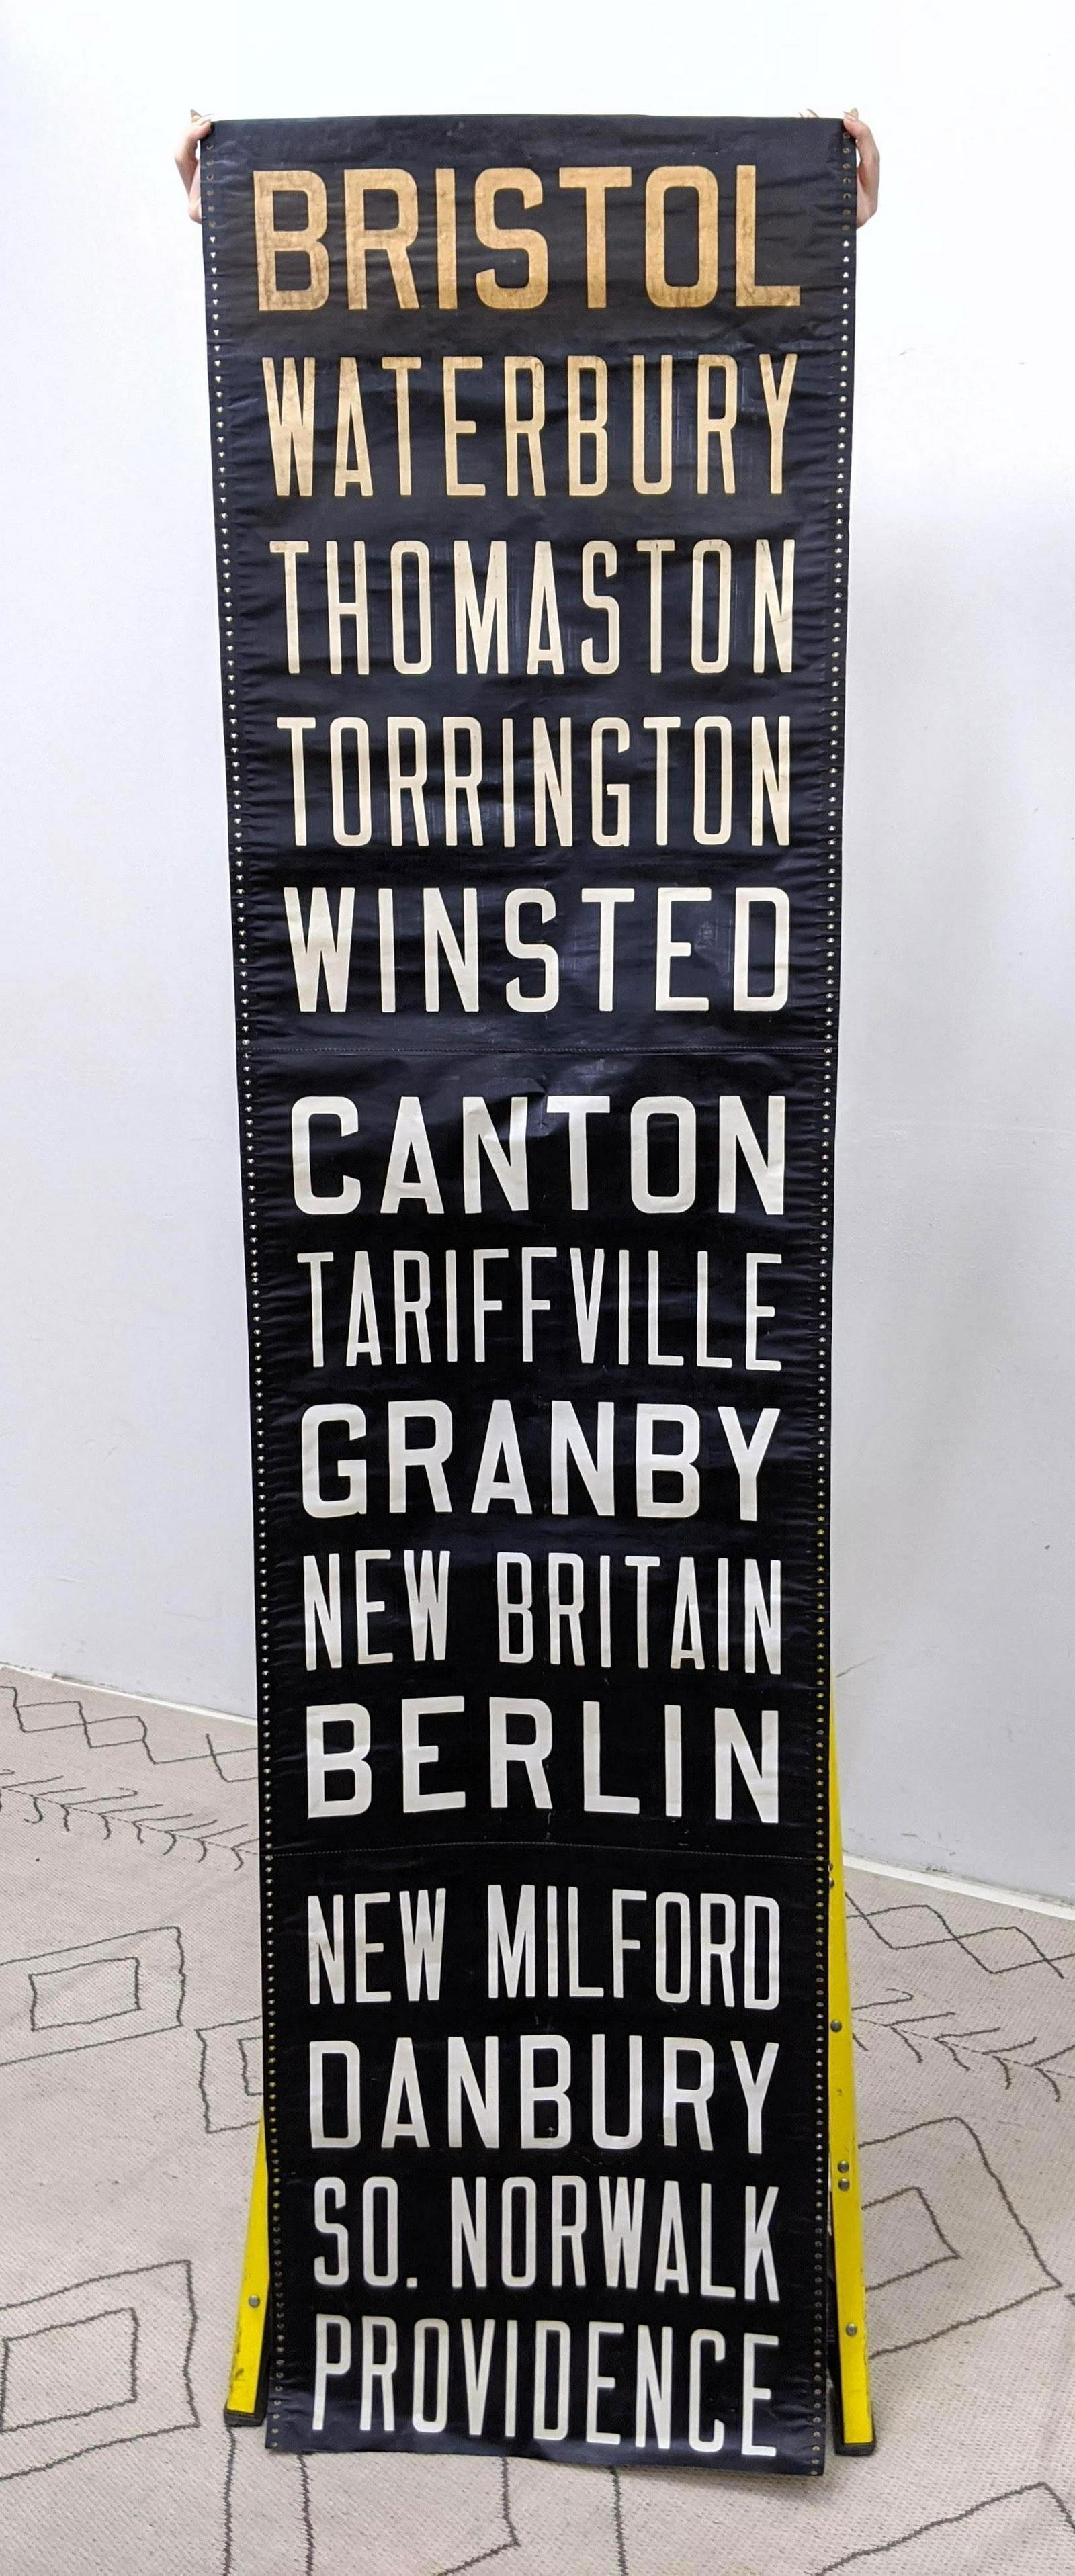 BRISTOL
WATERBURY
THOMASTON
TORRINGTON
WINSTED
CANTON
TARIFFVILLE
GRANBY
NEW BRITAIN
BERLIN
NEW MILFORD
DANBURY
SO. NORWALK
PROVIDENCE